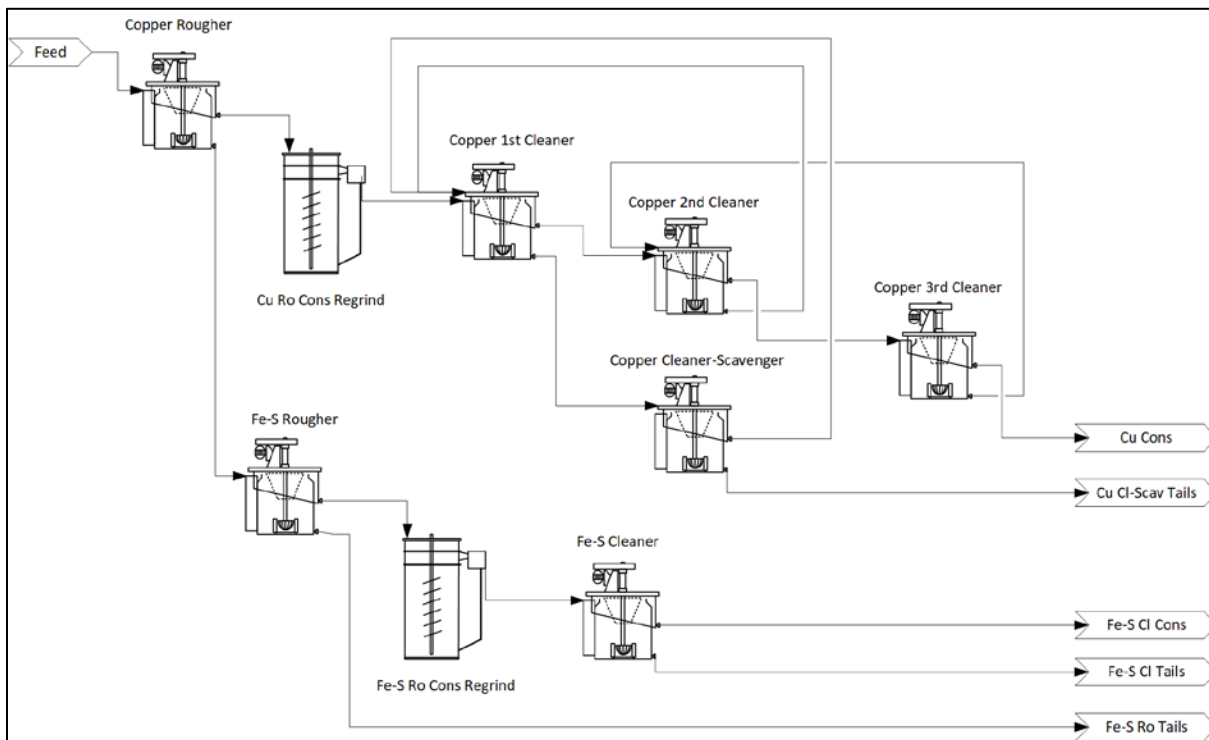 Copper Rougher
Feed
Copper 1st Cleaner
Copper 2nd Cleaner
Cu Ro Cons Regrind
Copper 3rd Cleaner
Copper Cleaner-Scavenger
Fe-S Rougher
Cu Cons
Cu Cl-Scav Tails
Fe-S Cleaner
Fe-S Cl Cons
Fe-S Cl Tails
Fe-S Ro Cons Regrind
Fe-S Ro Tails